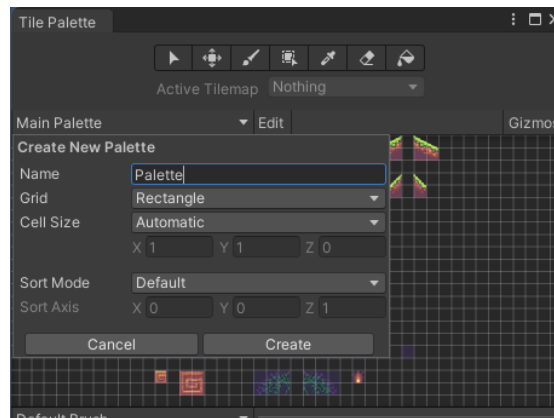 Tile Palette
Active Tilemap Nothing
Main Palette Edit Gizmos
Create New Palette
Name Palette
Grid Rectangle
Cell Size Automatic
X 1 Y 1 Z 0
Sort Mode Default
Sort Axis X 0 Y 0 Z 1
Cancel Create
Default Brush